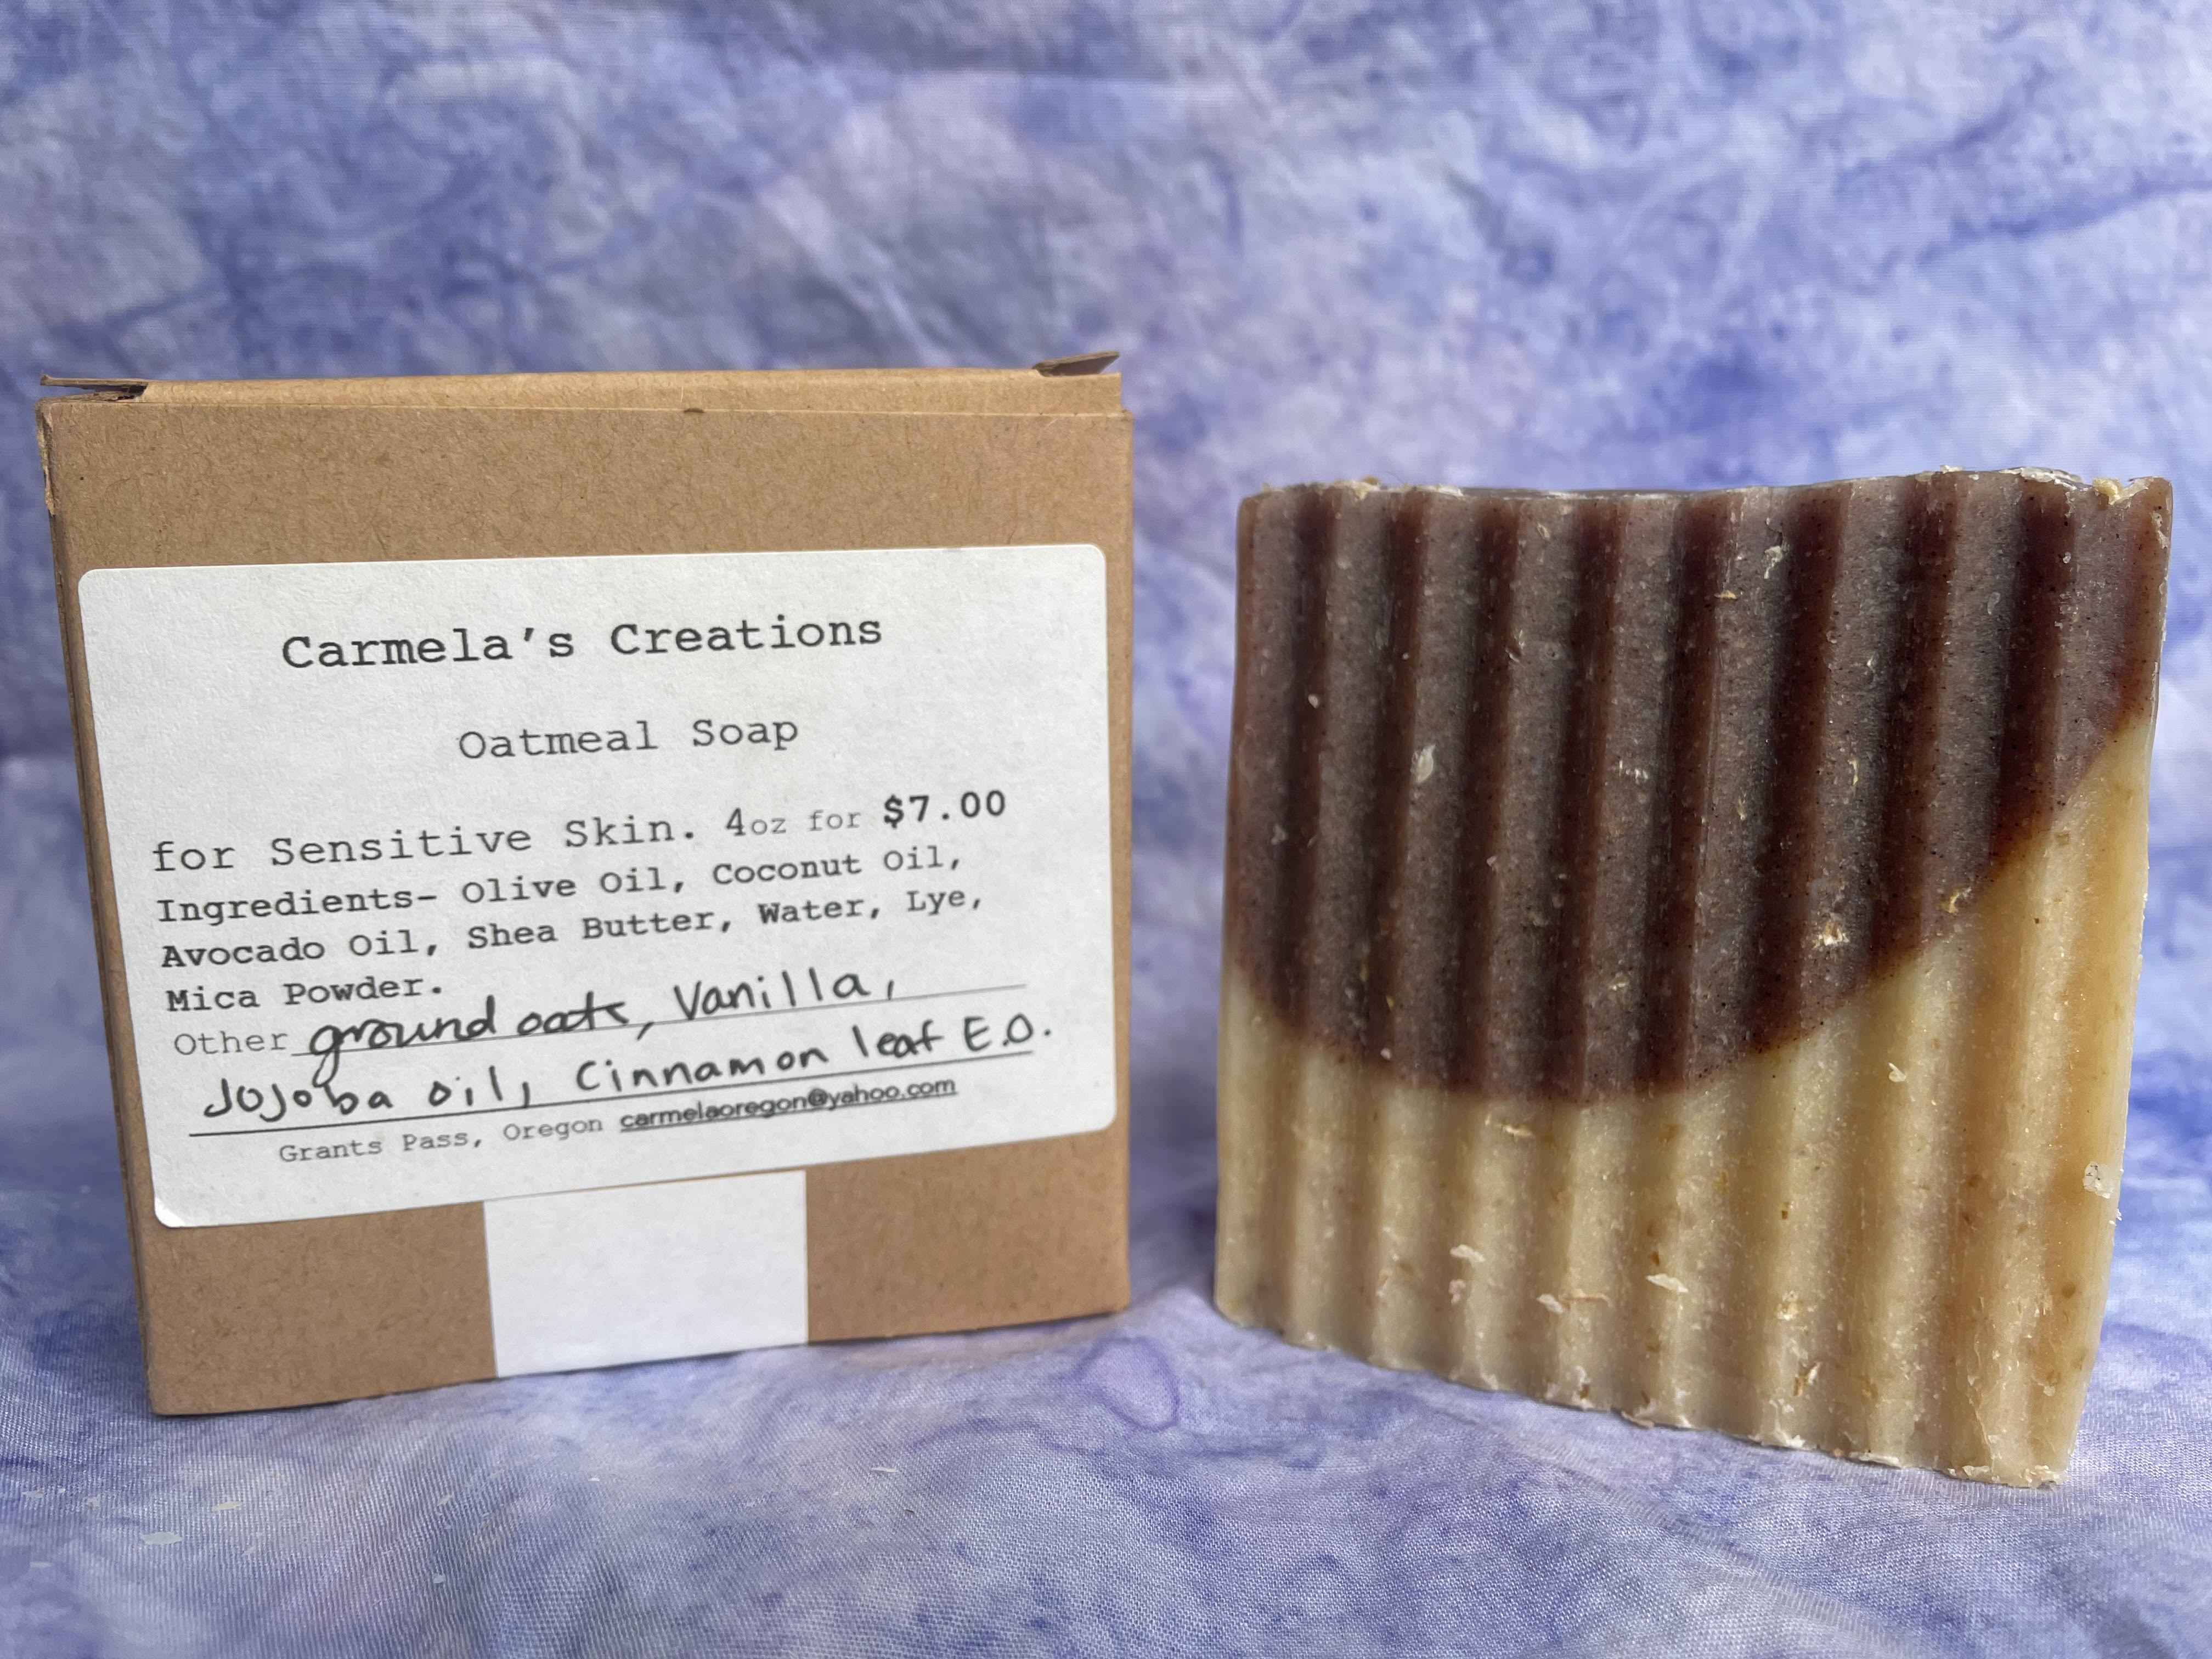 Carmela's Creations
Oatmeal Soap
for Sensitive Skin. 4oz for $7.00
Ingredients- Olive Oil, Coconut Oil,
Avocado Oil, Shea Butter, Water, Lye,
Mica Powder.
Other ground oats, Vanilla,
Jojoba oil, Cinnamon leaf E.O.
Grants Pass, Oregon carmelaoregon@yahoo.com